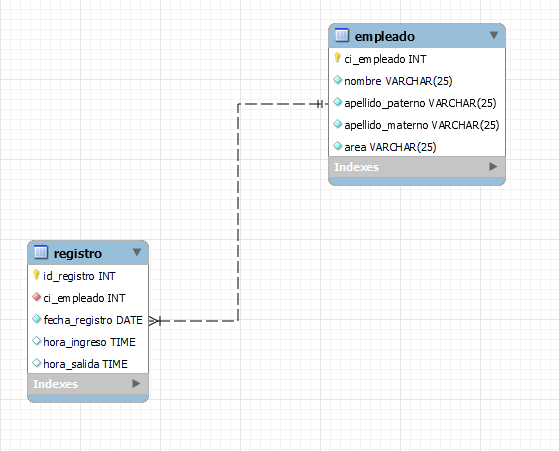 empleado
ci_empleado INT
nombre VARCHAR(25)
apellido_paterno VARCHAR(25)
apellido_materno VARCHAR(25)
area VARCHAR(25)
Indexes
registro
id_registro INT
ci_empleado INT
fecha_registro DATE
hora_ingreso TIME
hora_salida TIME
Indexes